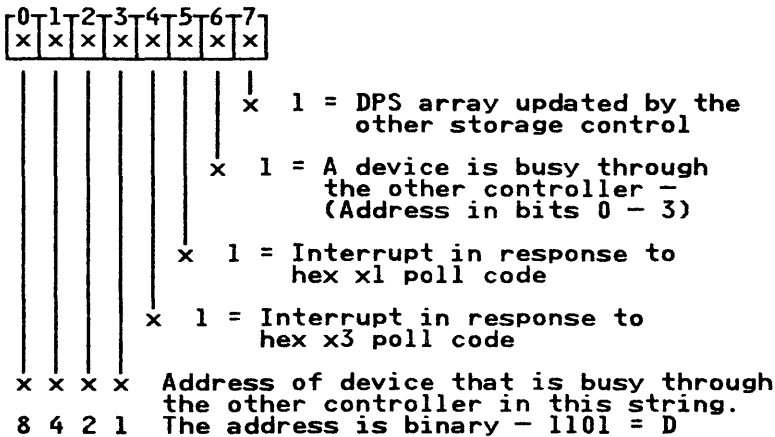 0 1 2 3 4 5 6 7
x x x x x x x x
x 1 = DPS array updated by the
other storage control
x 1 = A device is busy through
the other controller —
(Address in bits 0 — 3)
x 1 = Interrupt in response to
hex x1 poll code
x 1 = Interrupt in response to
hex x3 poll code
x x x x Address of device that is busy through
the other controller in this string.
8 4 2 1 The address is binary — 1101 = D